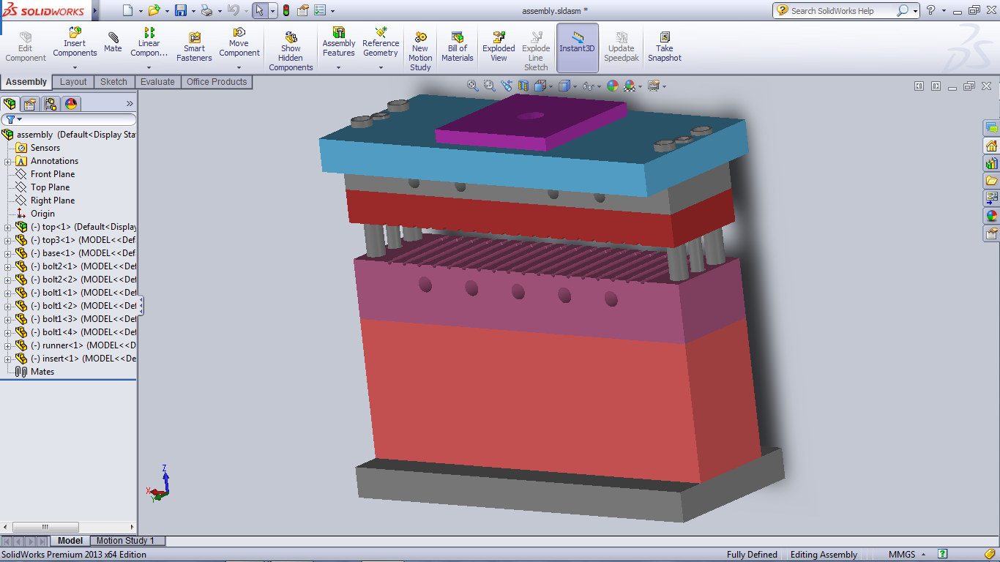 SOLIDWORKS
assembly.sldasm *
Search SolidWorks Help
Edit
Component
Insert
Components
Mate
Linear
Compon...
Smart
Fasteners
Move
Component
Show
Hidden
Components
Assembly
Features
Reference
Geometry
New
Motion
Study
Bill of
Materials
Exploded
View
Explode
Line
Sketch
Instant3D
Update
Speedpak
Take
Snapshot
Assembly
Layout
Sketch
Evaluate
Office Products
assembly (Default<Display Sta
Sensors
A Annotations
Front Plane
Top Plane
Right Plane
Origin
(-) top<1> (Default<Display
(-) top3<1> (MODEL<<Def
(-) base<1> (MODEL<<Def
(-) bolt2<1> (MODEL<<Def
(-) bolt2<2> (MODEL<<Def
(-) bolt1<1> (MODEL<<Def
(-) bolt1<2> (MODEL<<Def
(-) bolt1<3> (MODEL<<Def
(-) bolt1<4> (MODEL<<Def
(-) runner<1> (MODEL<<D
(-) insert<1> (MODEL<<De
Mates
Z
X
Y
Model
Motion Study 1
SolidWorks Premium 2013 x64 Edition
Fully Defined
Editing Assembly
MMGS